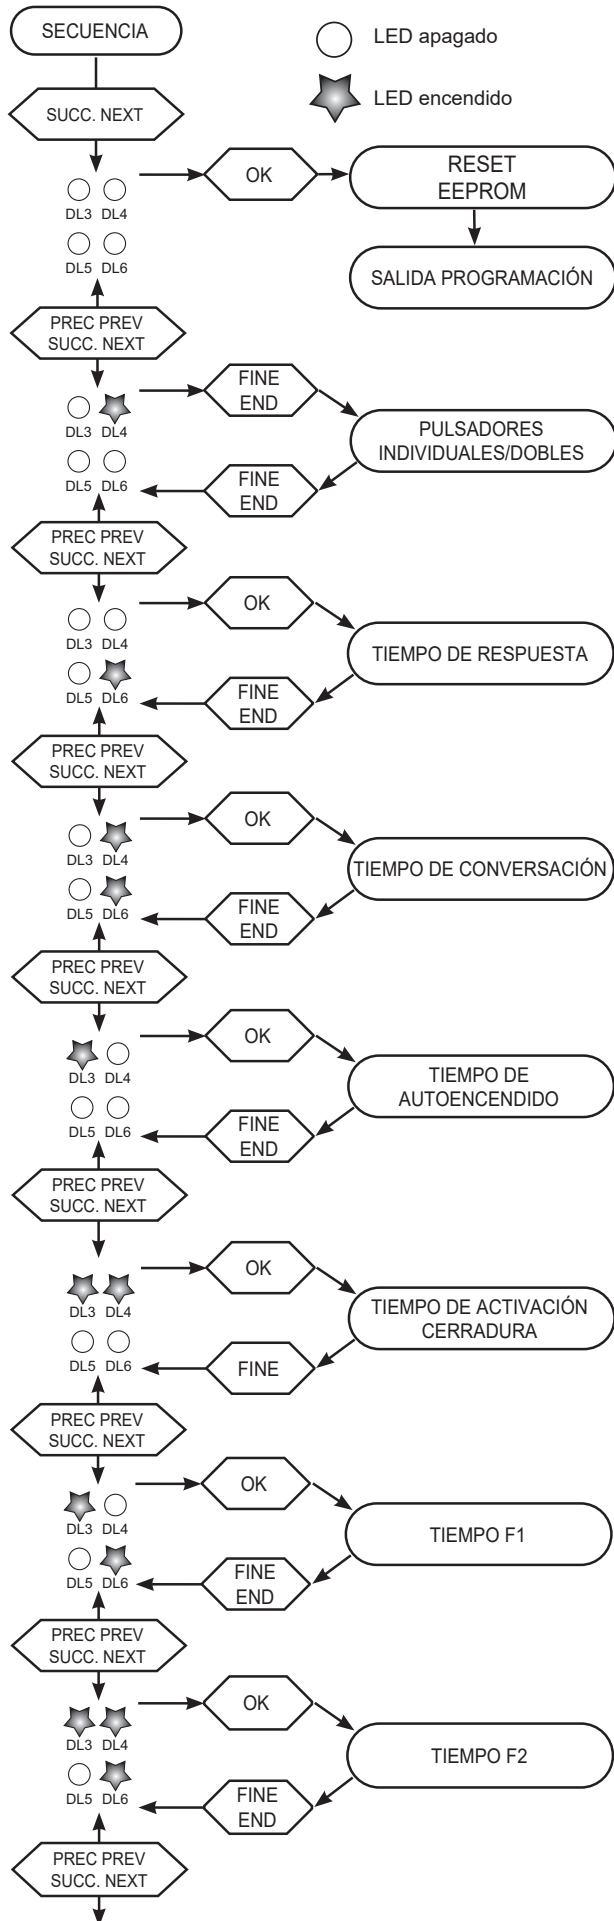 SECUENCIA
LED apagado
LED encendido
SUCC. NEXT
OK
RESET
EEPROM
DL3 DL4
DL5 DL6
SALIDA PROGRAMACIÓN
PREC PREV
SUCC. NEXT
FINE
END
DL3 DL4
PULSADORES
INDIVIDUALES/DOBLES
DL5 DL6
FINE
END
PREC PREV
SUCC. NEXT
OK
DL3 DL4
TIEMPO DE RESPUESTA
DL5 DL6
FINE
END
PREC PREV
SUCC. NEXT
OK
DL3 DL4
TIEMPO DE CONVERSACIÓN
DL5 DL6
FINE
END
PREC PREV
SUCC. NEXT
OK
DL3 DL4
TIEMPO DE
AUTOENCENDIDO
DL5 DL6
FINE
END
PREC PREV
SUCC. NEXT
OK
DL3 DL4
TIEMPO DE ACTIVACIÓN
CERRADURA
DL5 DL6
FINE
PREC PREV
SUCC. NEXT
OK
DL3 DL4
TIEMPO F1
DL5 DL6
FINE
END
PREC PREV
SUCC. NEXT
OK
DL3 DL4
TIEMPO F2
DL5 DL6
FINE
END
PREC PREV
SUCC. NEXT